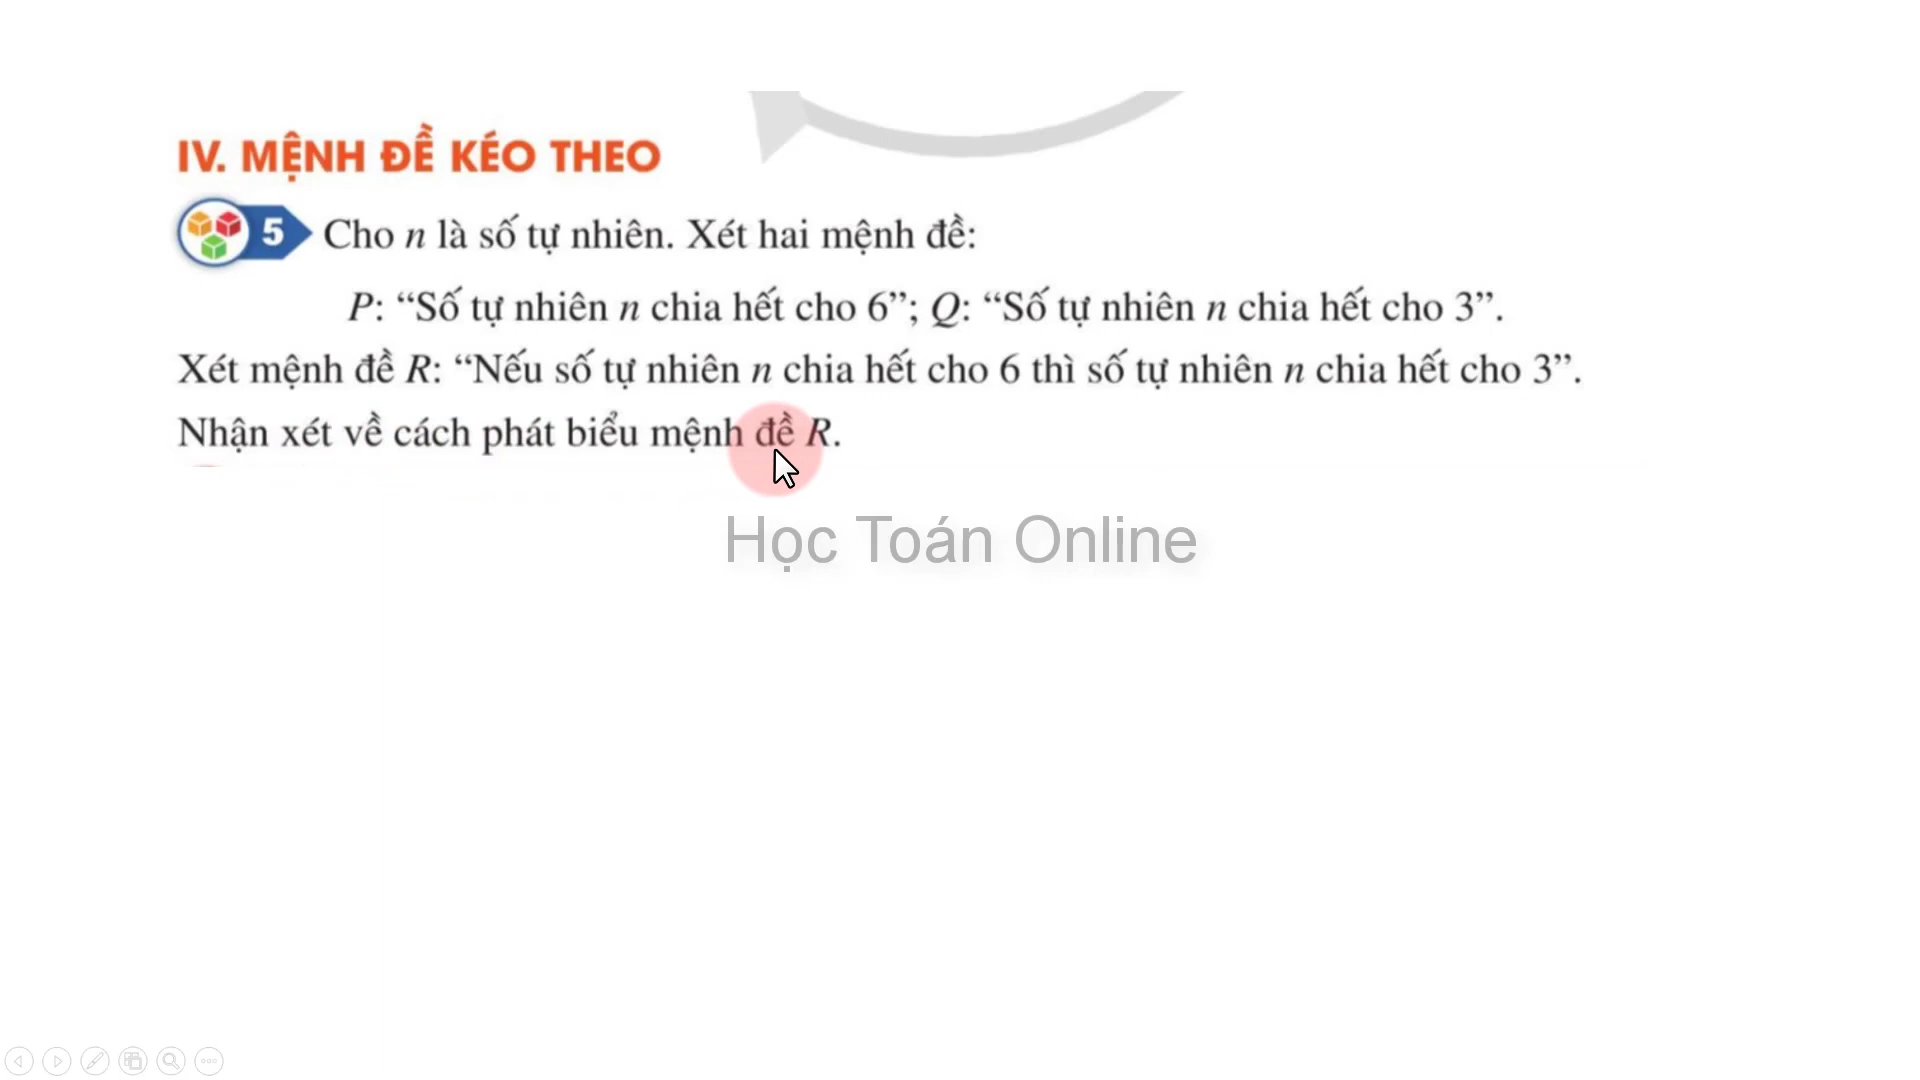 IV. MỆNH ĐỀ KÉO THEO
5 Cho n là số tự nhiên. Xét hai mệnh đề:
P: “Số tự nhiên n chia hết cho 6”; Q: “Số tự nhiên n chia hết cho 3”.
Xét mệnh đề R: “Nếu số tự nhiên n chia hết cho 6 thì số tự nhiên n chia hết cho 3”.
Nhận xét về cách phát biểu mệnh đề R.
Học Toán Online